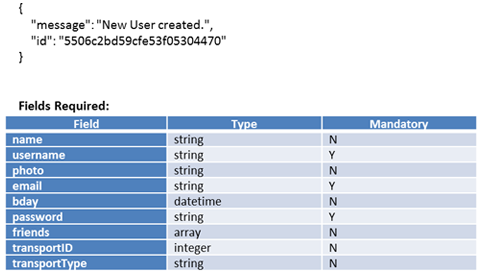 {
"message": "New User created.",
"id": "5506c2bd59cfe53f05304470"
}
Fields Required:
Field Type Mandatory
name string N
username string Y
photo string N
email string Y
bday datetime N
password string Y
friends array N
transportID integer N
transportType string N